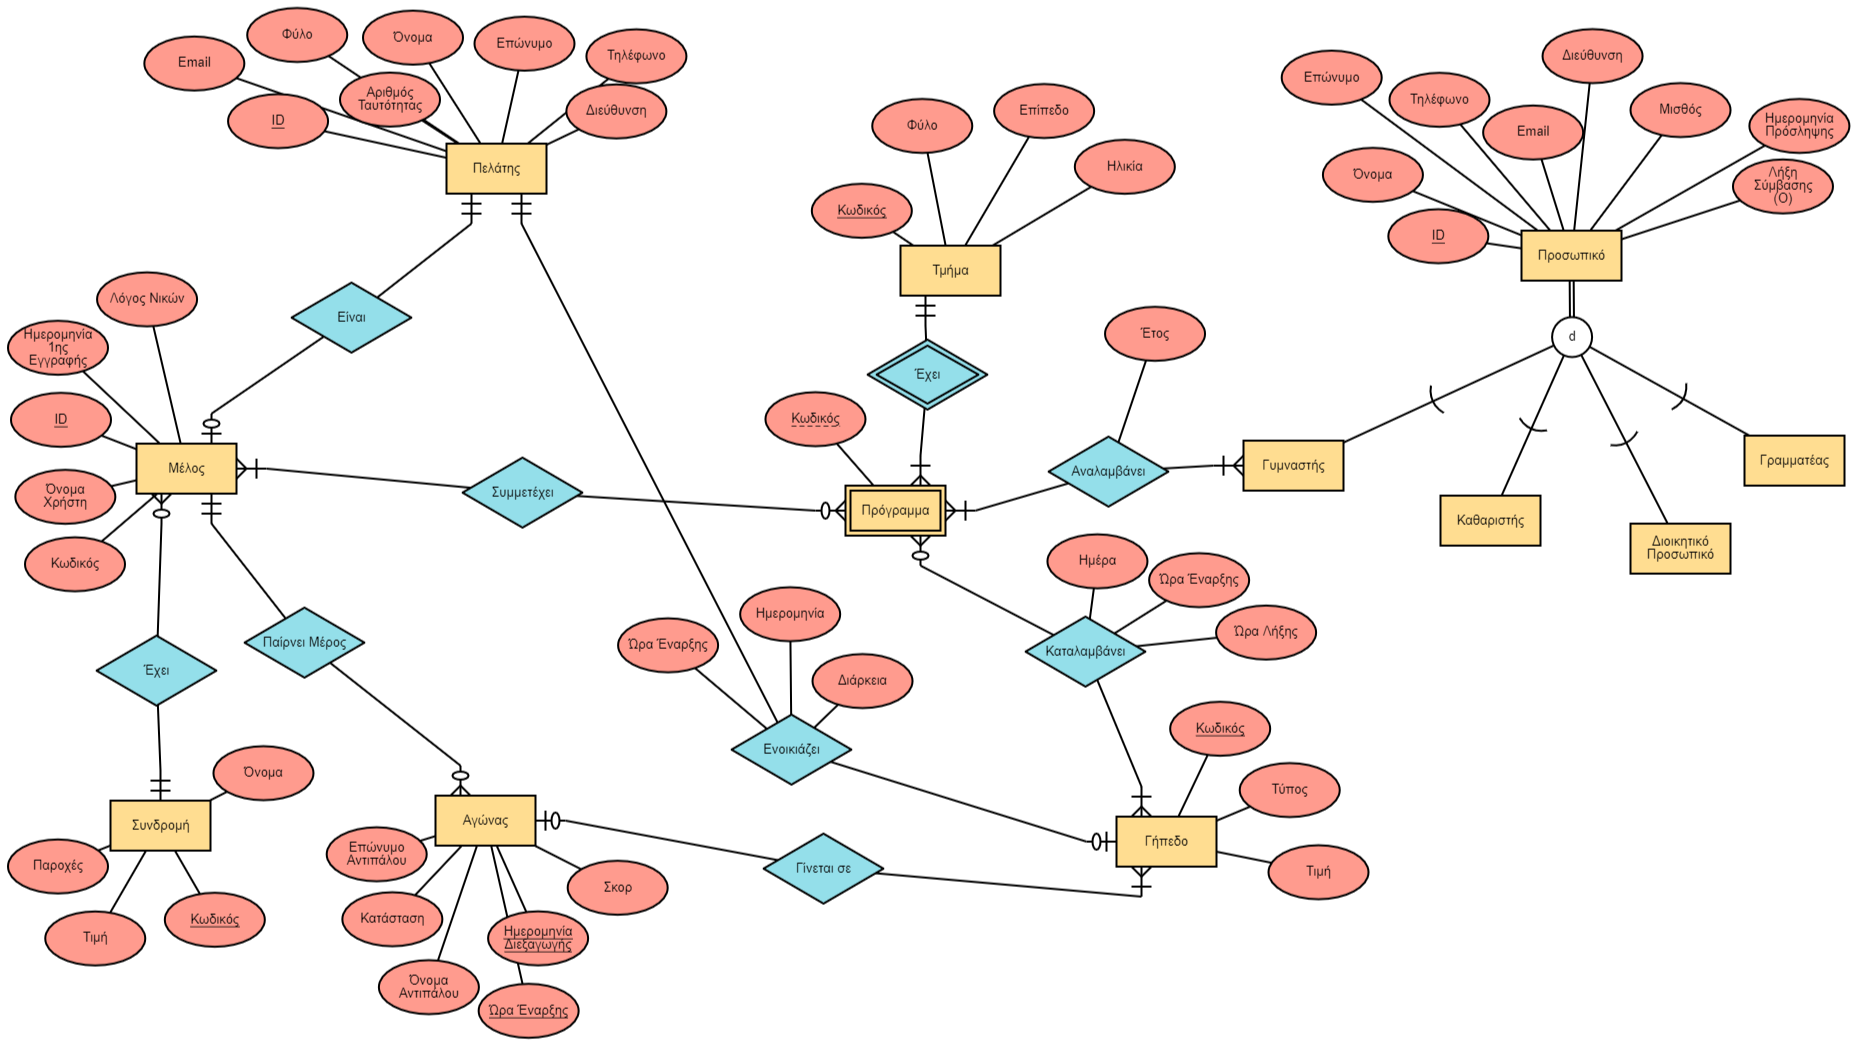 Φύλο
Όνομα
Επώνυμο
Τηλέφωνο
Email
Αριθμός
Ταυτότητας
Διεύθυνση
ID
Πελάτης
Είναι
Φύλο
Επίπεδο
Ηλικία
Κωδικός
Τμήμα
Έχει
Διεύθυνση
Επώνυμο
Τηλέφωνο
Email
Μισθός
Ημερομηνία
Πρόσληψης
Όνομα
Λήξη
Σύμβασης
(Ο)
ID
Προσωπικό
d
Λόγος Νικών
Ημερομηνία
1ης
Εγγραφής
ID
Μέλος
Όνομα
Χρήστη
Κωδικός
Συμμετέχει
Κωδικός
Πρόγραμμα
Έτος
Αναλαμβάνει
Γυμναστής
Καθαριστής
Διοικητικό
Προσωπικό
Γραμματέας
Έχει
Παίρνει Μέρος
Ώρα Έναρξης
Ημερομηνία
Διάρκεια
Ενοικιάζει
Ημέρα
Ώρα Έναρξης
Ώρα Λήξης
Καταλαμβάνει
Κωδικός
Τύπος
Τιμή
Γήπεδο
Όνομα
Συνδρομή
Παροχές
Τιμή
Κωδικός
Αγώνας
Επώνυμο
Αντιπάλου
Κατάσταση
Όνομα
Αντιπάλου
Ημερομηνία
Διεξαγωγής
Ώρα Έναρξης
Σκορ
Γίνεται σε